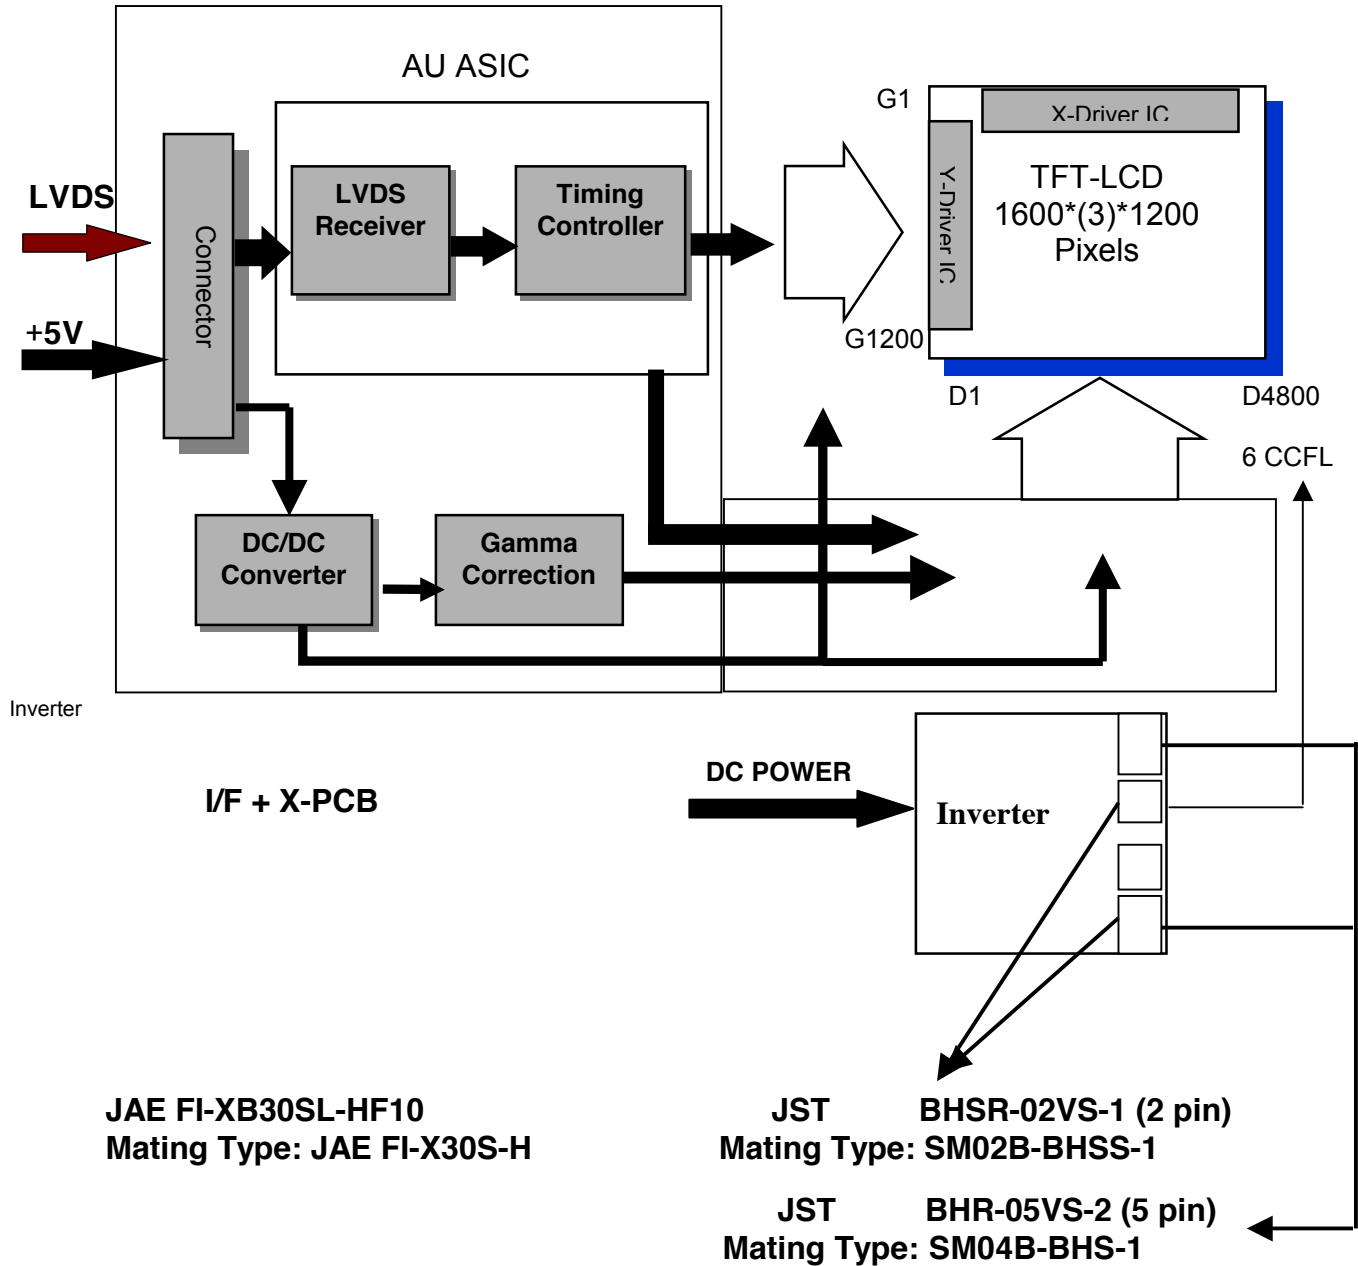 AU ASIC
G1
X-Driver IC
LVDS
LVDS
Receiver
Timing
Controller
Connector
Y-Driver IC
TFT-LCD
1600*(3)*1200
Pixels
+5V
G1200
D1
D4800
6 CCFL
DC/DC
Converter
Gamma
Correction
Inverter
I/F + X-PCB
DC POWER
Inverter
JAE FI-XB30SL-HF10
Mating Type: JAE FI-X30S-H
JST BHSR-02VS-1 (2 pin)
Mating Type: SM02B-BHSS-1
JST BHR-05VS-2 (5 pin)
Mating Type: SM04B-BHS-1